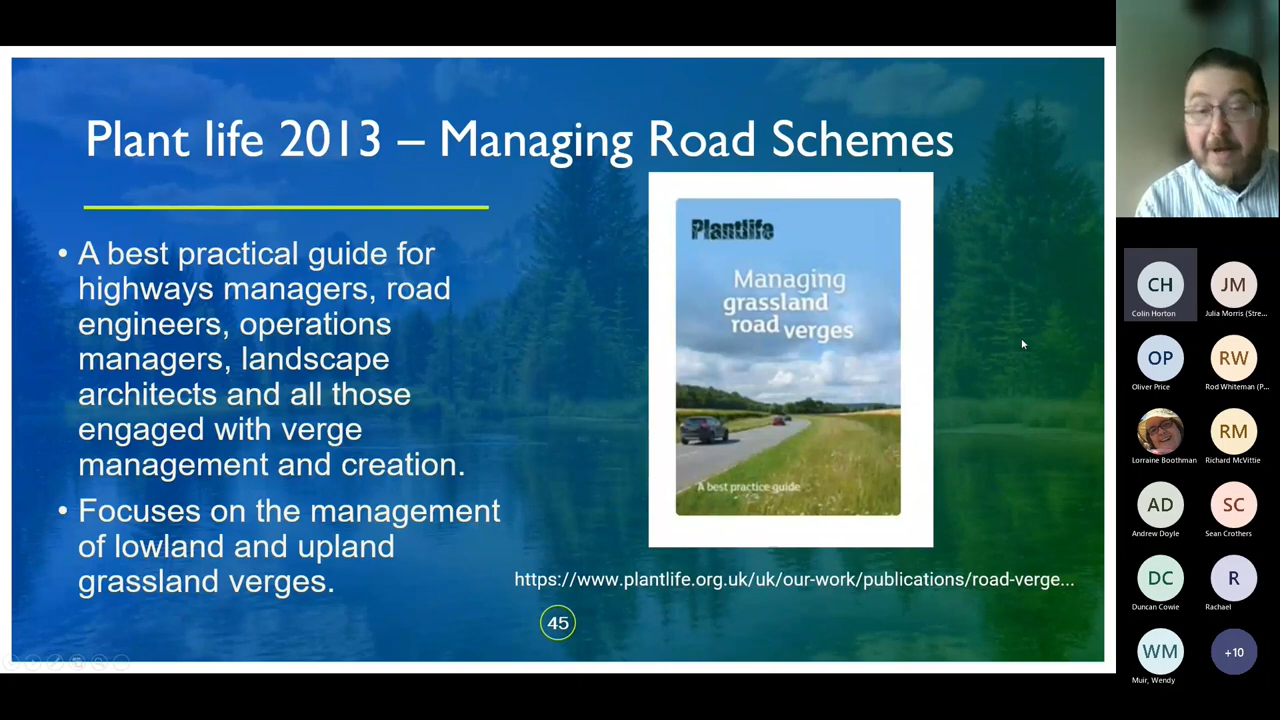 Plant life 2013 – Managing Road Schemes
• A best practical guide for
highways managers, road
engineers, operations
managers, landscape
architects and all those
engaged with verge
management and creation.
• Focuses on the management
of lowland and upland
grassland verges.
Plantlife
Managing
grassland
road verges
A best practice guide
https://www.plantlife.org.uk/uk/our-work/publications/road-verge...
45
CH
Colin Horton
JM
Julia Morris (Stre...
OP
Oliver Price
RW
Rod Whiteman (P...
Lorraine Boothman
RM
Richard McVittie
AD
Andrew Doyle
SC
Sean Crothers
DC
Duncan Cowie
R
Rachael
WM
Muir, Wendy
+10